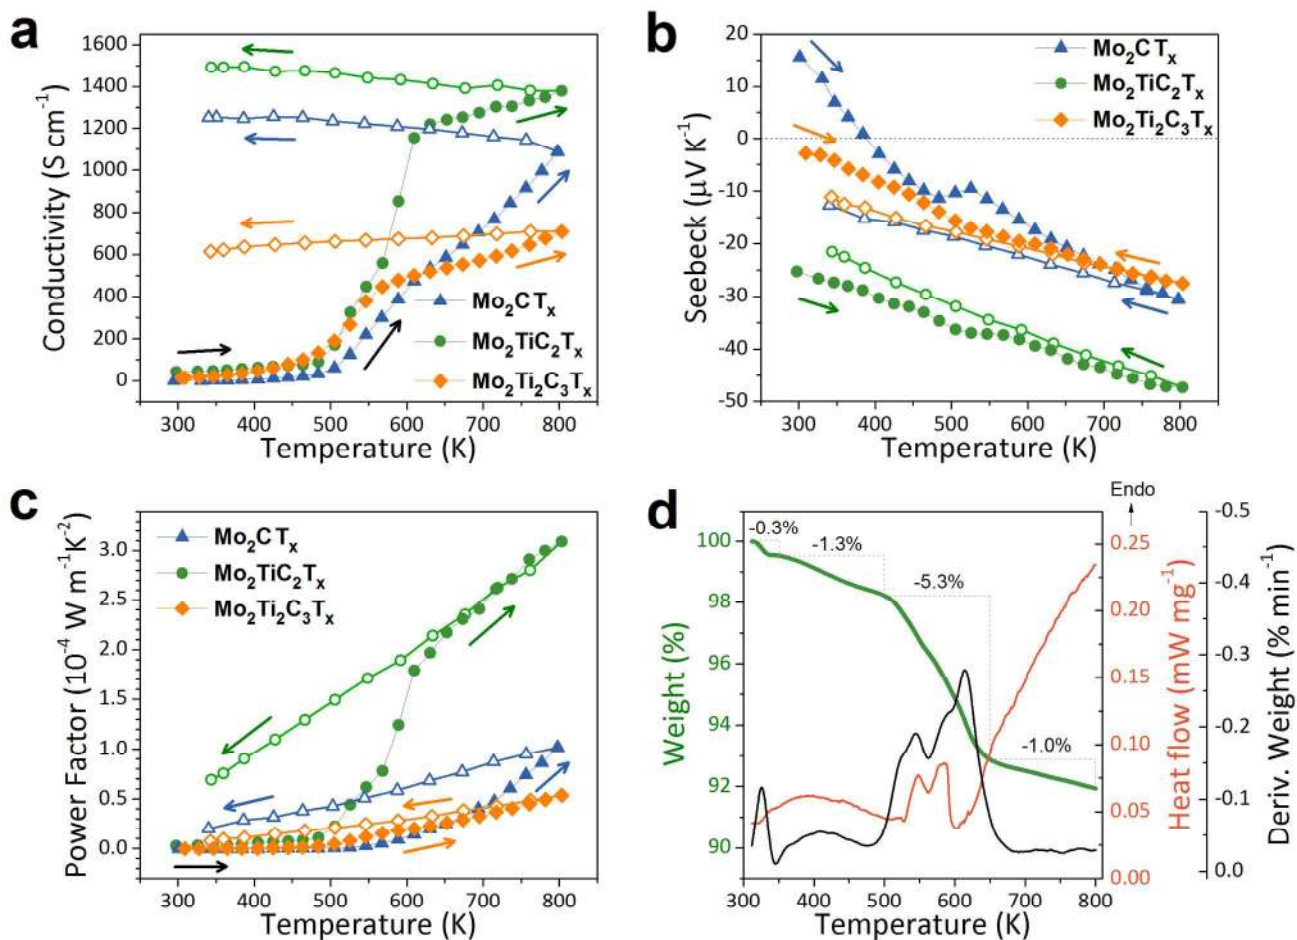 a
1600
1400
1200
1000
800
600
400
200
0
300 400 500 600 700 800
Conductivity (S cm⁻¹)
Temperature (K)
Mo₂CTₓ
Mo₂TiC₂Tₓ
Mo₂Ti₂C₃Tₓ
b
20
10
0
-10
-20
-30
-40
-50
300 400 500 600 700 800
Seebeck (μV K⁻¹)
Temperature (K)
Mo₂CTₓ
Mo₂TiC₂Tₓ
Mo₂Ti₂C₃Tₓ
c
3.0
2.5
2.0
1.5
1.0
0.5
0.0
300 400 500 600 700 800
Power Factor (10⁻⁴ W m⁻¹K⁻²)
Temperature (K)
Mo₂CTₓ
Mo₂TiC₂Tₓ
Mo₂Ti₂C₃Tₓ
d
Endo
100
98
96
94
92
90
Weight (%)
-0.3%
-1.3%
-5.3%
-1.0%
300 400 500 600 700 800
Temperature (K)
0.25
0.20
0.15
0.10
0.05
0.00
Heat flow (mW mg⁻¹)
-0.5
-0.4
-0.3
-0.2
-0.1
0.0
Deriv. Weight (% min⁻¹)